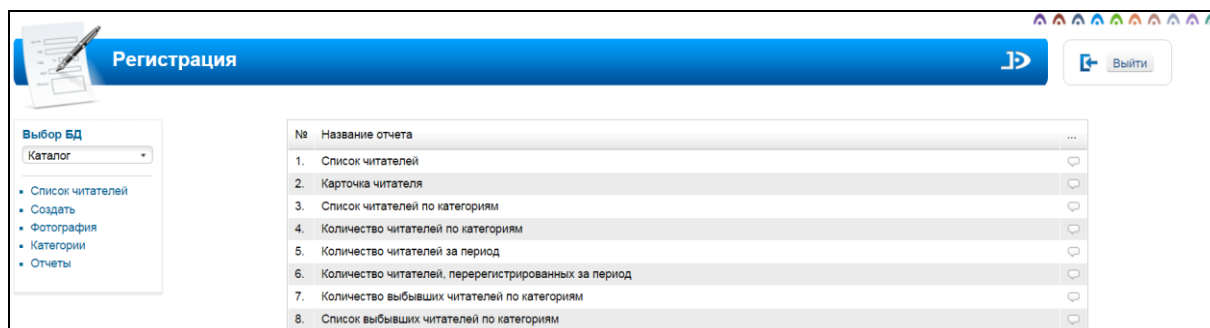 Регистрация
Выйти
Выбор БД
Каталог
Список читателей
Создать
Фотография
Категории
Отчеты
№ Название отчета ...
1. Список читателей
2. Карточка читателя
3. Список читателей по категориям
4. Количество читателей по категориям
5. Количество читателей за период
6. Количество читателей, перерегистрированных за период
7. Количество выбывших читателей по категориям
8. Список выбывших читателей по категориям